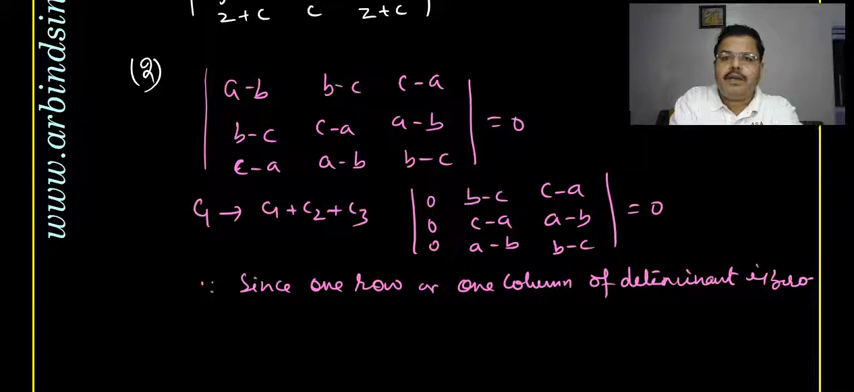 z+c c z+c
(2)
a-b b-c c-a
b-c c-a a-b = 0
c-a a-b b-c
C1 → C1+C2+C3
0 b-c c-a
0 c-a a-b = 0
0 a-b b-c
∵ Since one row or one column of determinant is zero
www.arbindsin